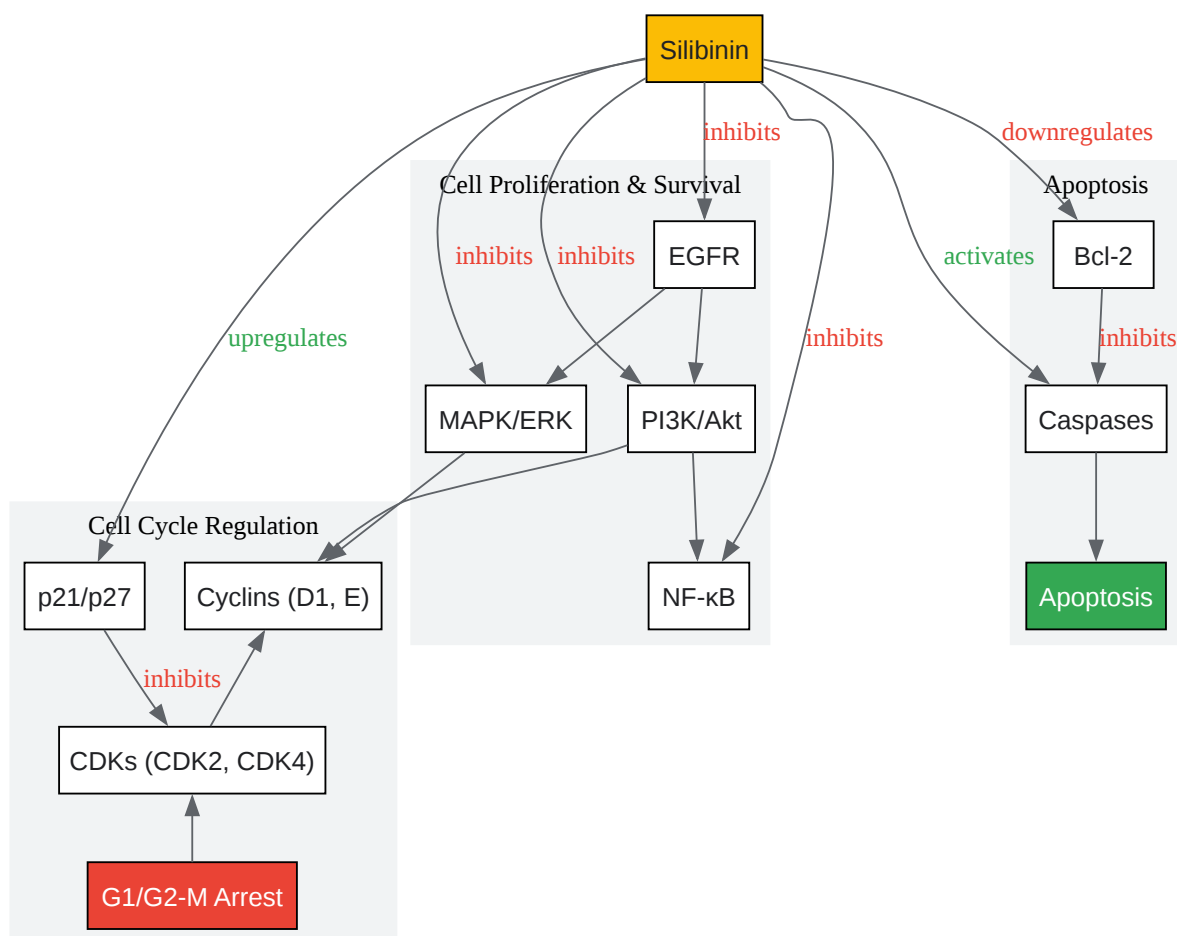 Silibinin
inhibits
downregulates
Cell Proliferation & Survival
Apoptosis
inhibits
inhibits
EGFR
activates
Bcl-2
upregulates
inhibits
inhibits
MAPK/ERK
PI3K/Akt
Caspases
Cell Cycle Regulation
p21/p27
Cyclins (D1, E)
NF-κB
Apoptosis
inhibits
CDKs (CDK2, CDK4)
G1/G2-M Arrest